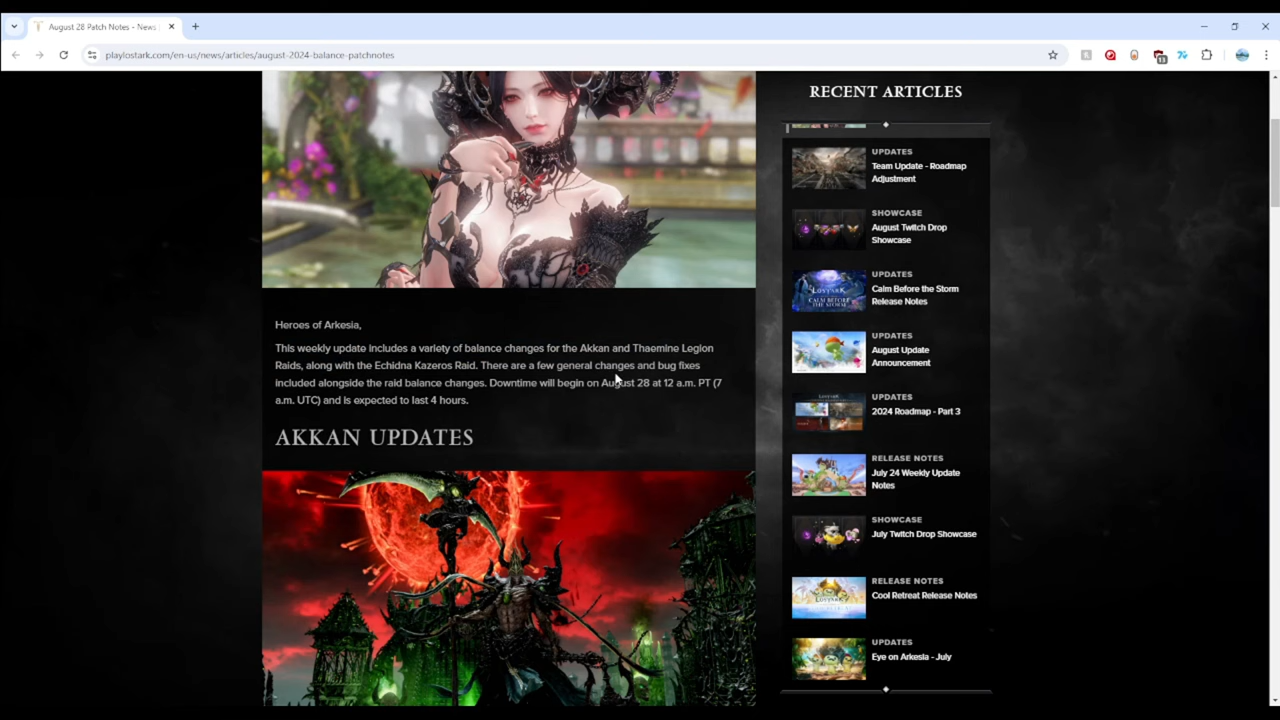 August 28 Patch Notes - News
playlostark.com/en-us/news/articles/august-2024-balance-patchnotes
Heroes of Arkesia,
This weekly update includes a variety of balance changes for the Akkan and Thaemine Legion
Raids, along with the Echidna Kazeros Raid. There are a few general changes and bug fixes
included alongside the raid balance changes. Downtime will begin on August 28 at 12 a.m. PT (7
a.m. UTC) and is expected to last 4 hours.
AKKAN UPDATES
RECENT ARTICLES
UPDATES
Team Update - Roadmap
Adjustment
SHOWCASE
August Twitch Drop
Showcase
UPDATES
Calm Before the Storm
Release Notes
UPDATES
August Update
Announcement
UPDATES
2024 Roadmap - Part 3
RELEASE NOTES
July 24 Weekly Update
Notes
SHOWCASE
July Twitch Drop Showcase
RELEASE NOTES
Cool Retreat Release Notes
UPDATES
Eye on Arkesia - July